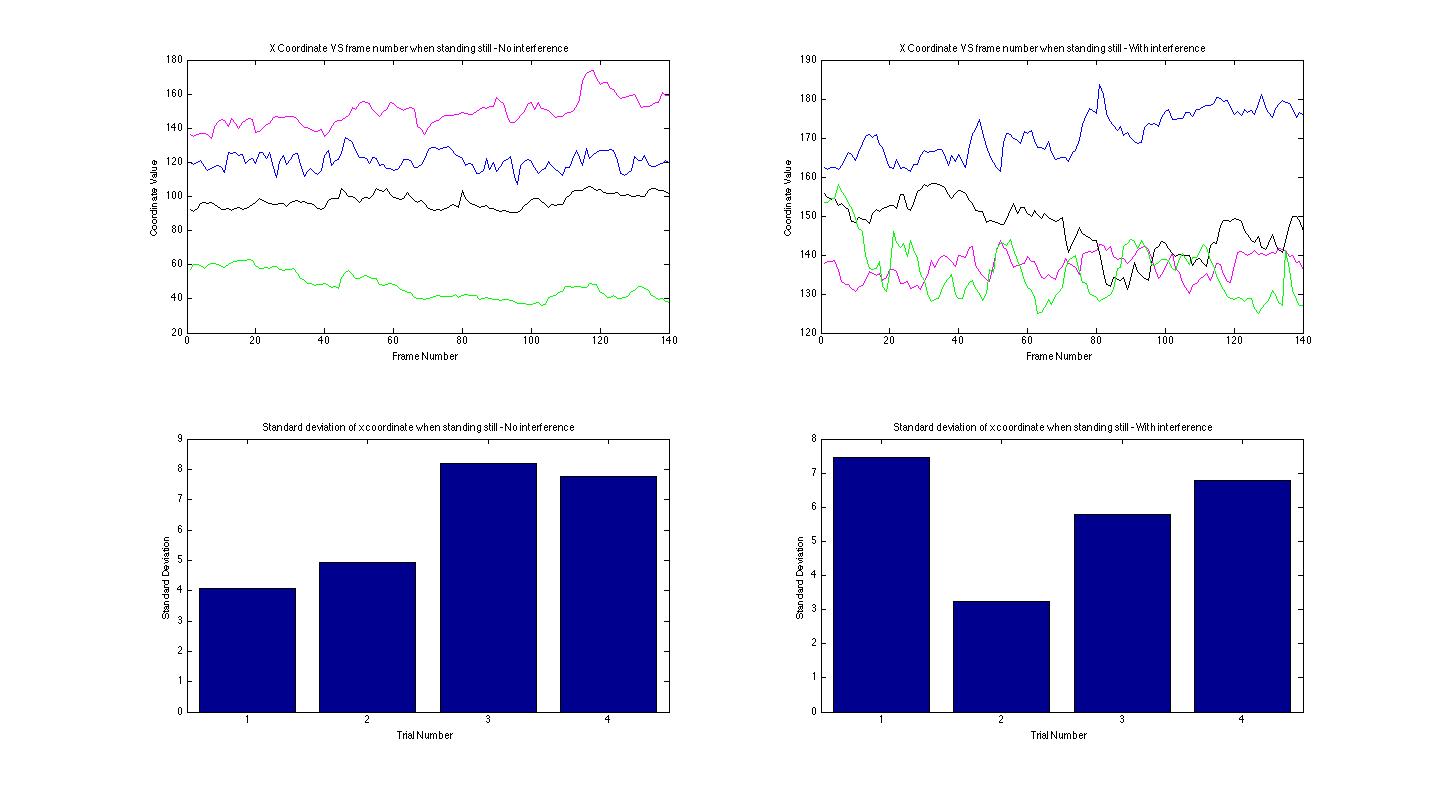 X Coordinate VS frame number when standing still - No interference
180
160
140
120
100
80
60
40
20
Coordinate Value
0 20 40 60 80 100 120 140
Frame Number
X Coordinate VS frame number when standing still - With interference
190
180
170
160
150
140
130
120
Coordinate Value
0 20 40 60 80 100 120 140
Frame Number
Standard deviation of x coordinate when standing still - No interference
9
8
7
6
5
4
3
2
1
0
Standard Deviation
1 2 3 4
Trial Number
Standard deviation of x coordinate when standing still - With interference
8
7
6
5
4
3
2
1
0
Standard Deviation
1 2 3 4
Trial Number